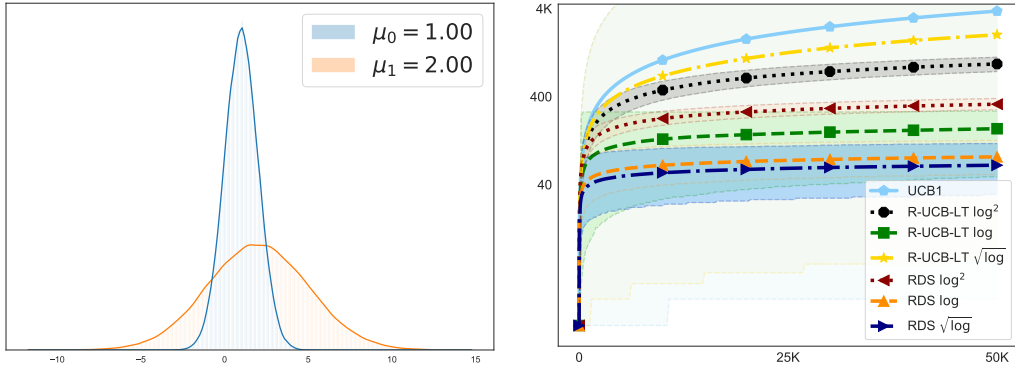 μ₀ = 1.00
μ₁ = 2.00
−10
−5
0
5
10
15
4K
400
40
0
25K
50K
UCB1
R-UCB-LT log²
R-UCB-LT log
R-UCB-LT √log
RDS log²
RDS log
RDS √log